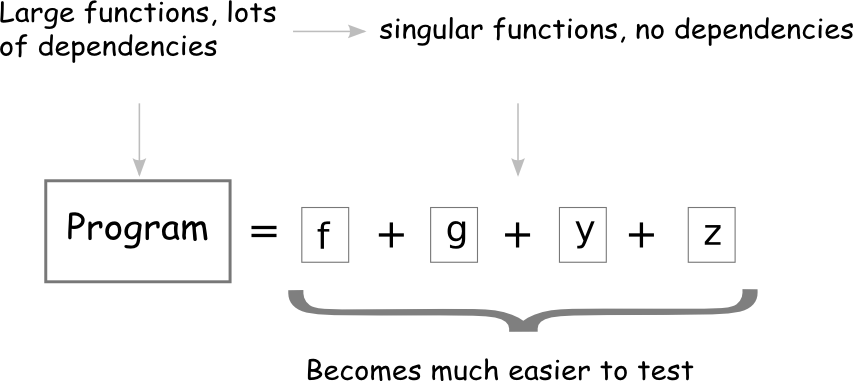 Large functions, lots
of dependencies
singular functions, no dependencies
Program = f + g + y + z
Becomes much easier to test